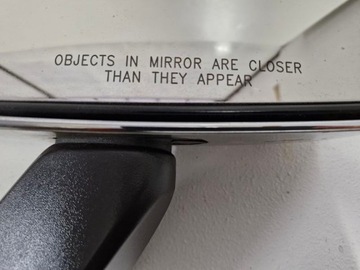 OBJECTS IN MIRROR ARE CLOSER
THAN THEY APPEAR